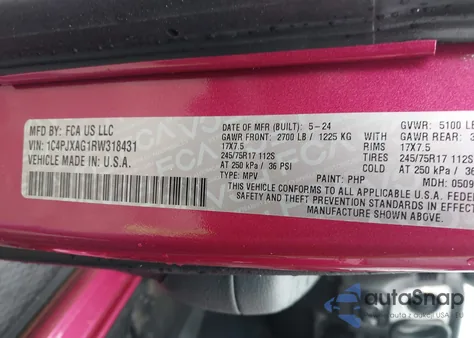 MFD BY: FCA US LLC
VIN: 1C4PJXAG1RW318431
VEHICLE MADE IN U.S.A.
DATE OF MFR (BUILT): 5-24 GVWR: 5100 LB
GAWR FRONT: 2700 LB / 1225 KG GAWR REAR:
17X7.5 RIMS 17X7.5
245/75R17 112S TIRES 245/75R17 112S
AT 250 kPa / 36 PSI COLD AT 250 kPa / 36
TYPE: MPV PAINT: PHP MDH: 0509
THIS VEHICLE CONFORMS TO ALL APPLICABLE
SAFETY AND THEFT PREVENTION STANDARDS IN EFFECT
MANUFACTURE SHOWN ABOVE.
autoSnap